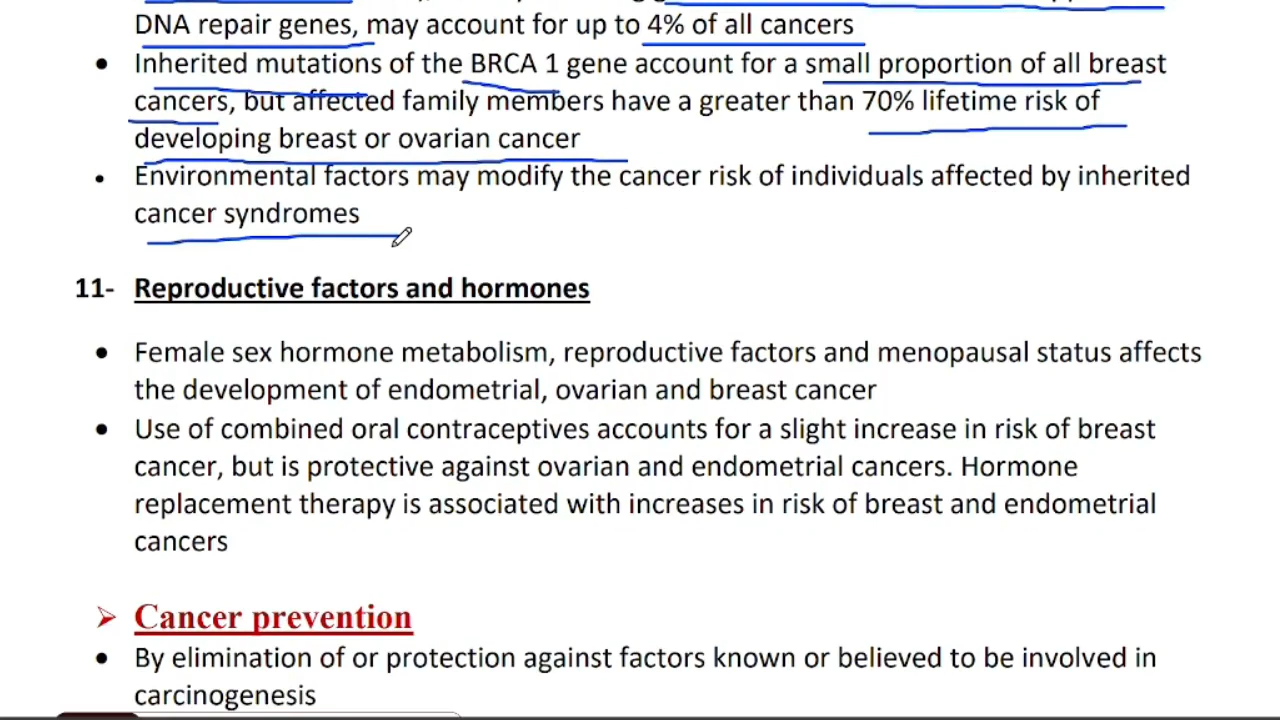 DNA repair genes, may account for up to 4% of all cancers
• Inherited mutations of the BRCA 1 gene account for a small proportion of all breast
cancers, but affected family members have a greater than 70% lifetime risk of
developing breast or ovarian cancer
• Environmental factors may modify the cancer risk of individuals affected by inherited
cancer syndromes
11- Reproductive factors and hormones
• Female sex hormone metabolism, reproductive factors and menopausal status affects
the development of endometrial, ovarian and breast cancer
• Use of combined oral contraceptives accounts for a slight increase in risk of breast
cancer, but is protective against ovarian and endometrial cancers. Hormone
replacement therapy is associated with increases in risk of breast and endometrial
cancers
➢ Cancer prevention
• By elimination of or protection against factors known or believed to be involved in
carcinogenesis